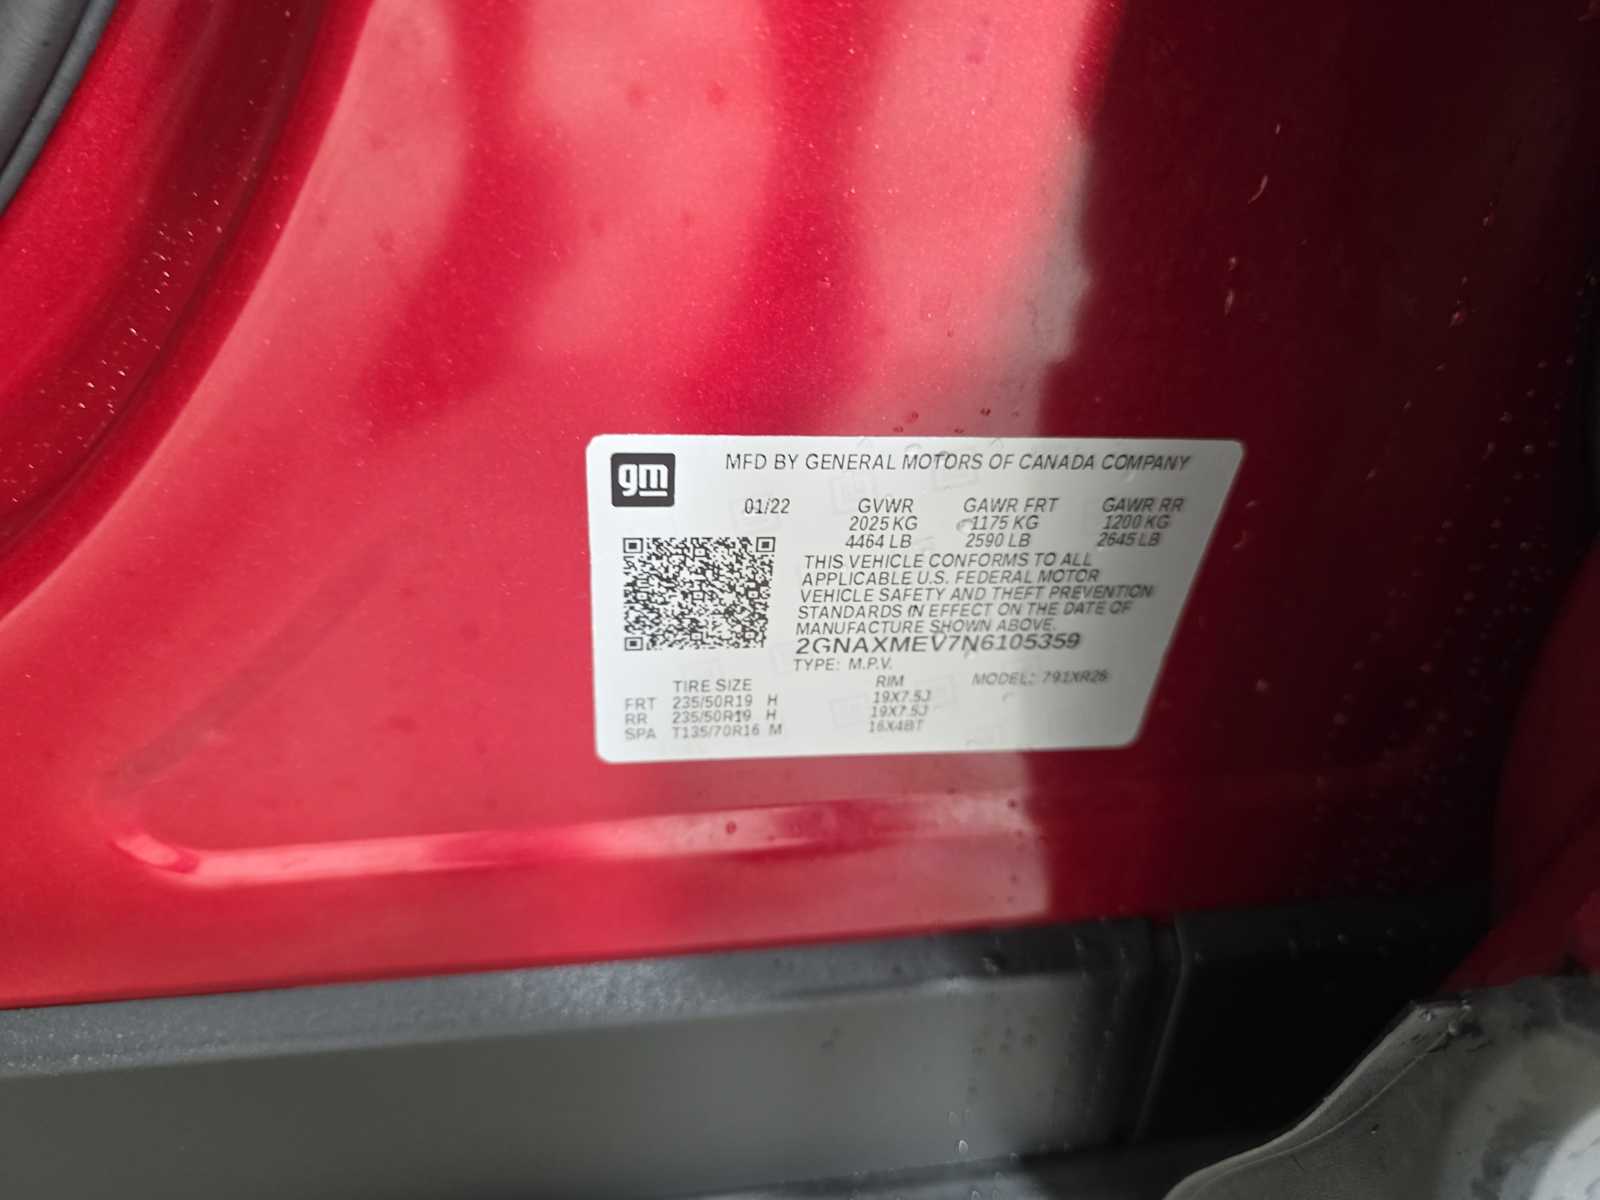 gm
MFD BY GENERAL MOTORS OF CANADA COMPANY
01/22 GVWR GAWR FRT GAWR RR
2025 KG 1175 KG 1200 KG
4464 LB 2590 LB 2645 LB
THIS VEHICLE CONFORMS TO ALL
APPLICABLE U.S. FEDERAL MOTOR
VEHICLE SAFETY AND THEFT PREVENTION
STANDARDS IN EFFECT ON THE DATE OF
MANUFACTURE SHOWN ABOVE.
2GNAXMEV7N6105359
TYPE: M.P.V.
TIRE SIZE RIM MODEL: 791XR26
FRT 235/50R19 H 19X7.5J
RR 235/50R19 H 19X7.5J
SPA T135/70R16 M 16X4BT